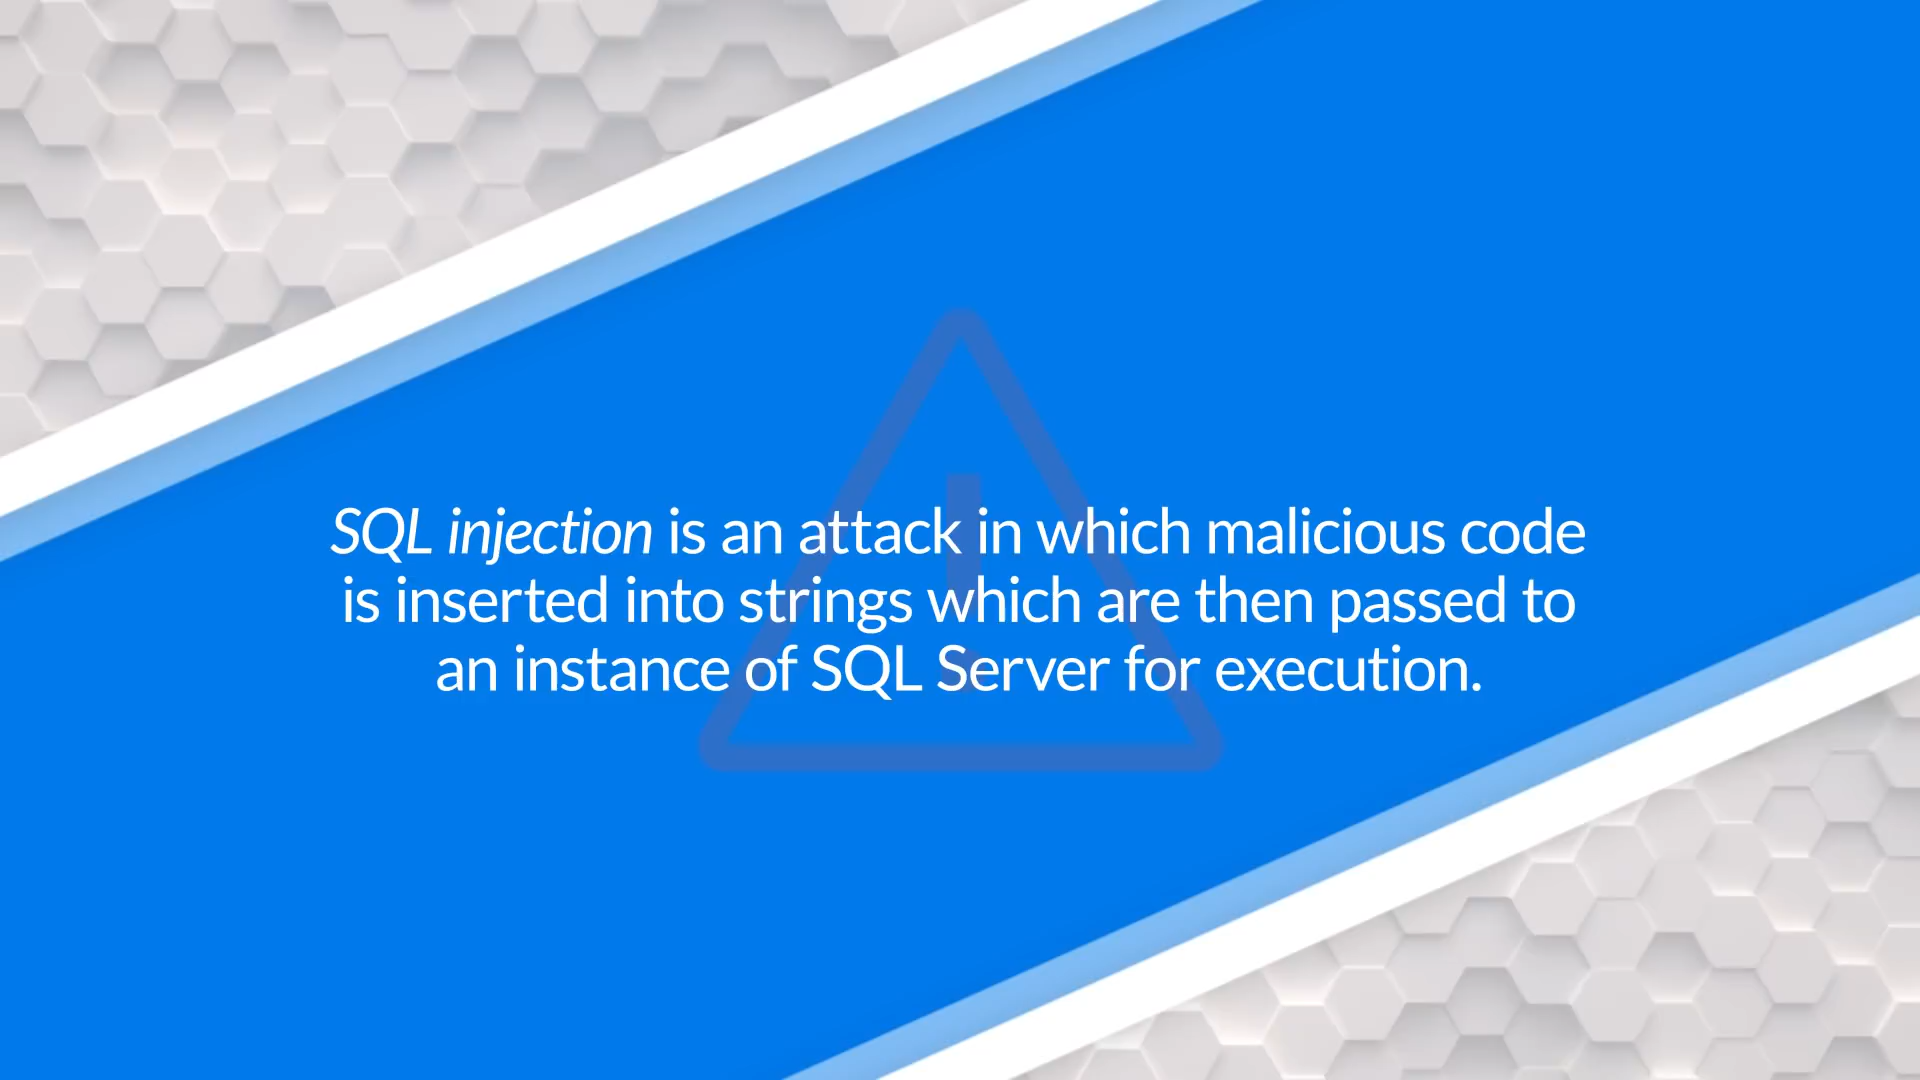 SQL injection is an attack in which malicious code
is inserted into strings which are then passed to
an instance of SQL Server for execution.